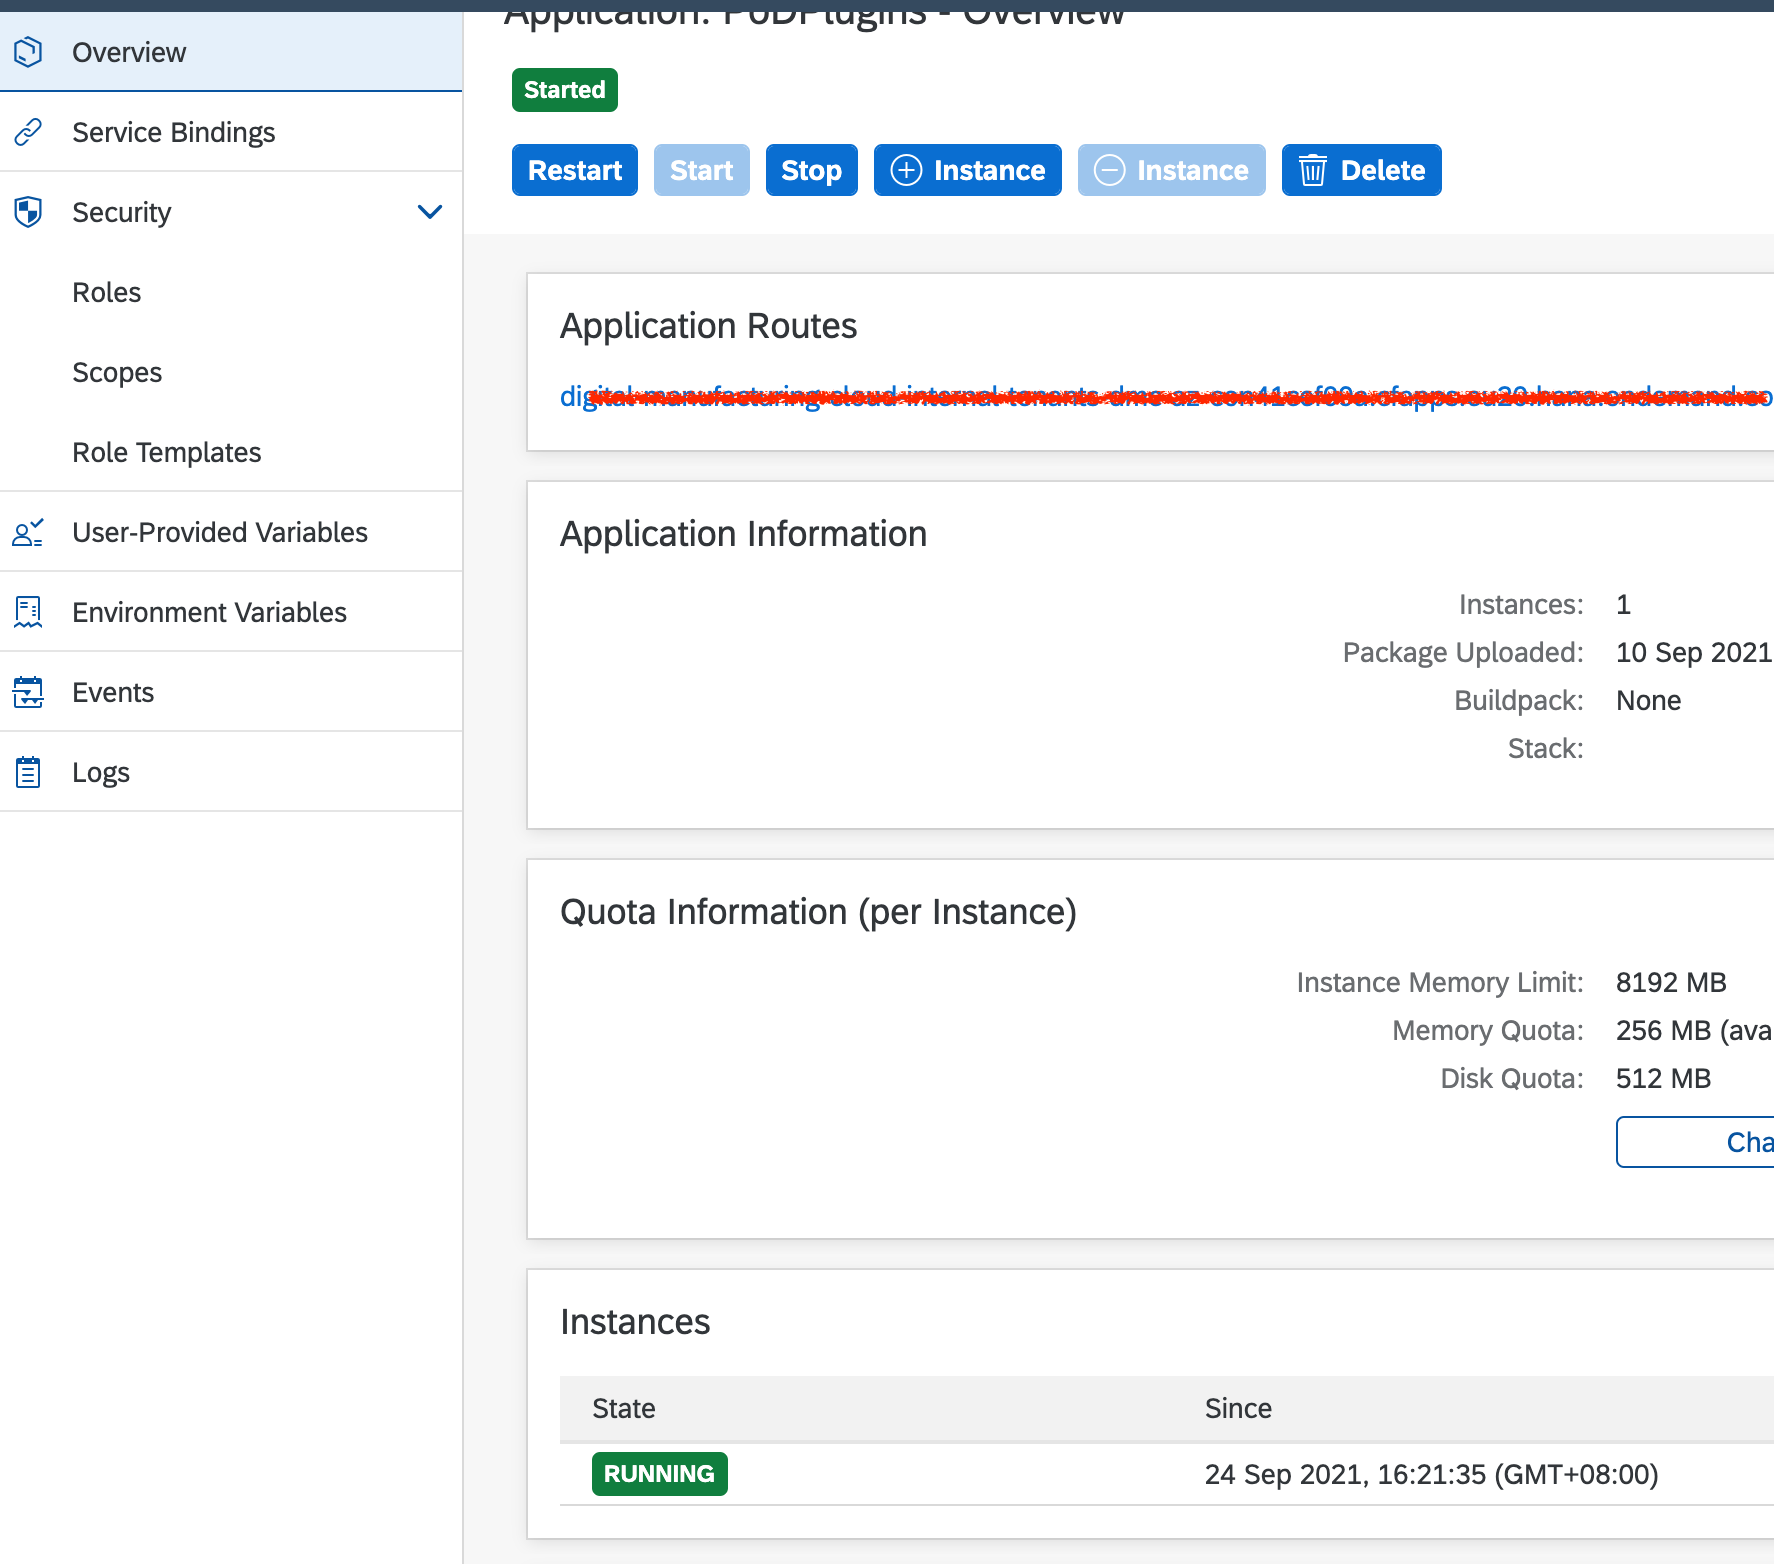 Application: PoDPlugins - Overview
Overview
Service Bindings
Security
Roles
Scopes
Role Templates
User-Provided Variables
Environment Variables
Events
Logs
Started
Restart
Start
Stop
Instance
Instance
Delete
Application Routes
Application Information
Instances: 1
Package Uploaded: 10 Sep 2021
Buildpack: None
Stack:
Quota Information (per Instance)
Instance Memory Limit: 8192 MB
Memory Quota: 256 MB (ava
Disk Quota: 512 MB
Cha
Instances
State Since
RUNNING 24 Sep 2021, 16:21:35 (GMT+08:00)